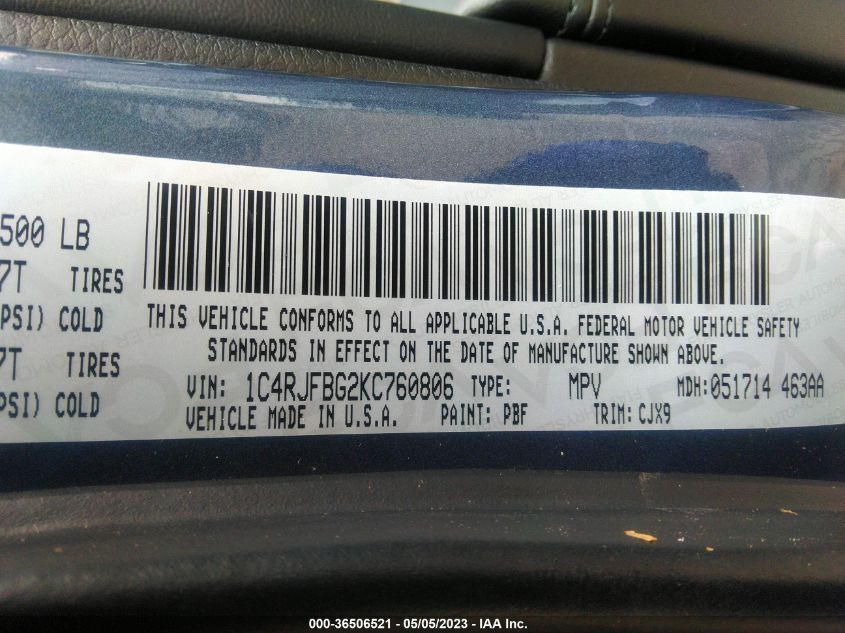 500 LB
7T TIRES
PSI) COLD
7T TIRES
PSI) COLD
THIS VEHICLE CONFORMS TO ALL APPLICABLE U.S.A. FEDERAL MOTOR VEHICLE SAFETY
STANDARDS IN EFFECT ON THE DATE OF MANUFACTURE SHOWN ABOVE.
VIN: 1C4RJFBG2KC760806 TYPE: MPV MDH:051714 463AA
VEHICLE MADE IN U.S.A. PAINT: PBF TRIM: CJX9
000-36506521 / 05/05/2023 - © IAA Inc.